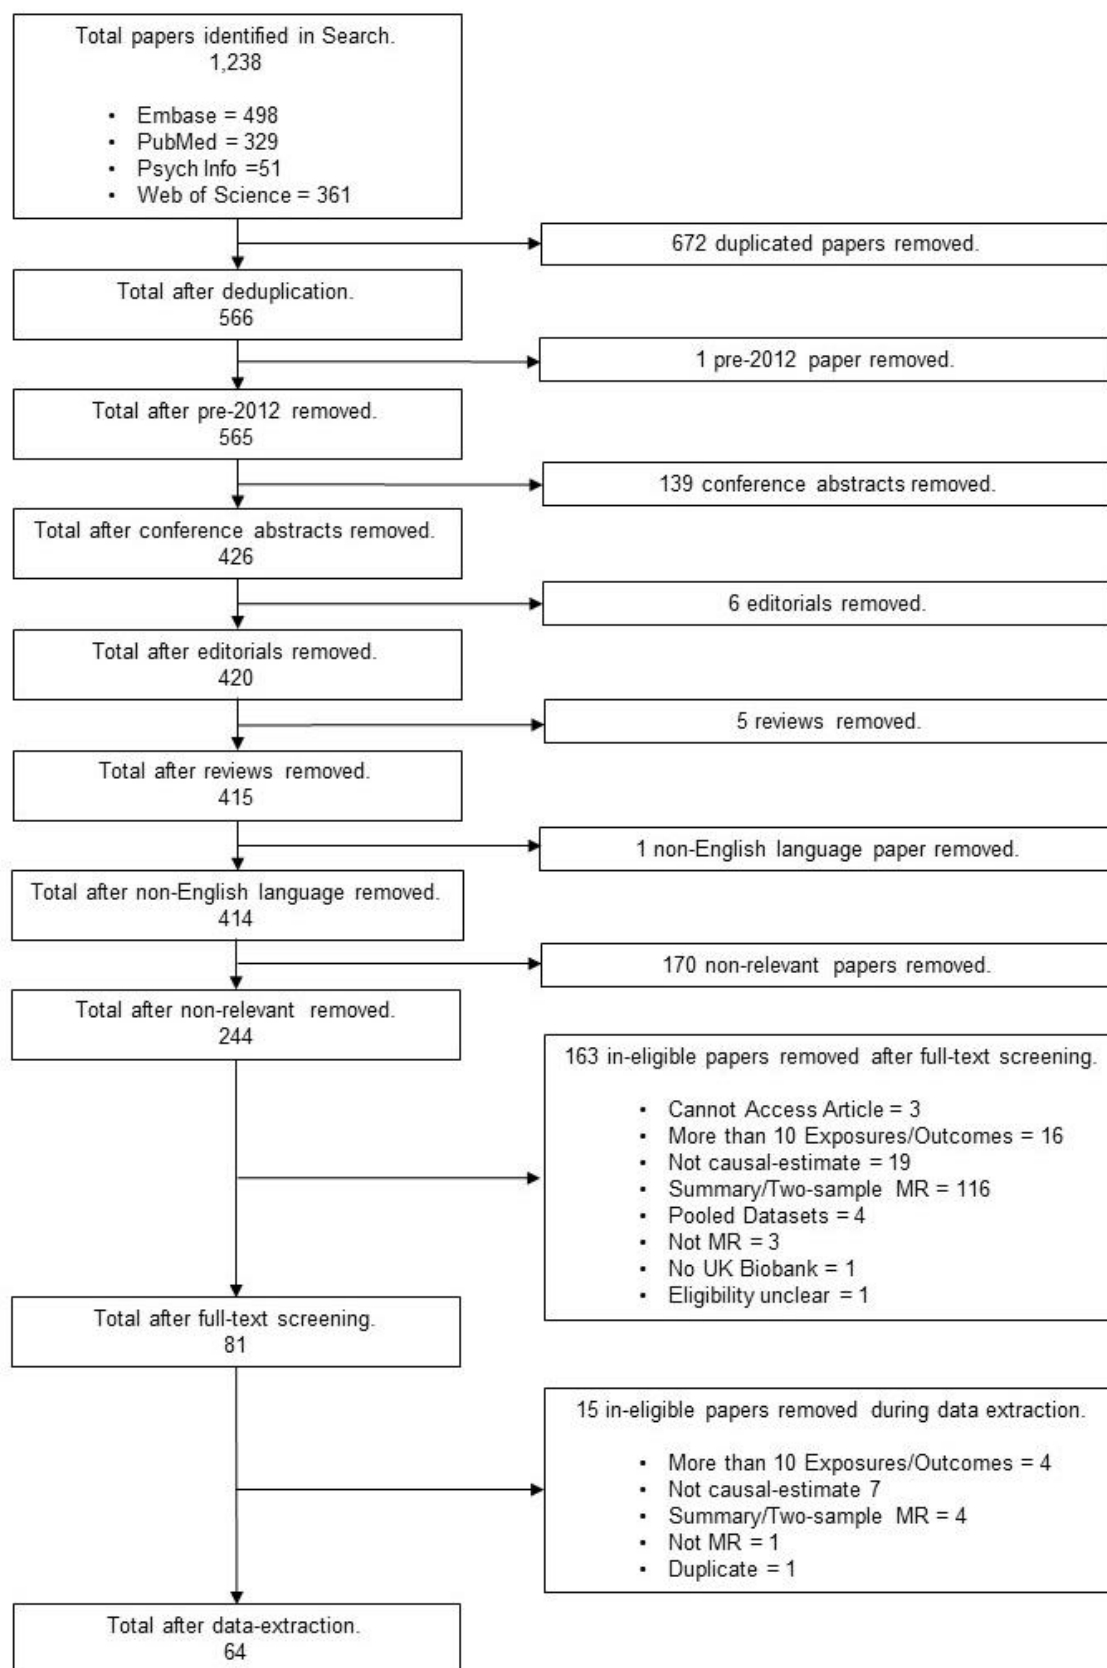 Total papers identified in Search.
1,238
• Embase = 498
• PubMed = 329
• Psych Info =51
• Web of Science = 361
672 duplicated papers removed.
Total after deduplication.
566
1 pre-2012 paper removed.
Total after pre-2012 removed.
565
139 conference abstracts removed.
Total after conference abstracts removed.
426
6 editorials removed.
Total after editorials removed.
420
5 reviews removed.
Total after reviews removed.
415
1 non-English language paper removed.
Total after non-English language removed.
414
170 non-relevant papers removed.
Total after non-relevant removed.
244
163 in-eligible papers removed after full-text screening.
• Cannot Access Article = 3
• More than 10 Exposures/Outcomes = 16
• Not causal-estimate = 19
• Summary/Two-sample MR = 116
• Pooled Datasets = 4
• Not MR = 3
• No UK Biobank = 1
• Eligibility unclear = 1
Total after full-text screening.
81
15 in-eligible papers removed during data extraction.
• More than 10 Exposures/Outcomes = 4
• Not causal-estimate 7
• Summary/Two-sample MR = 4
• Not MR = 1
• Duplicate = 1
Total after data-extraction.
64